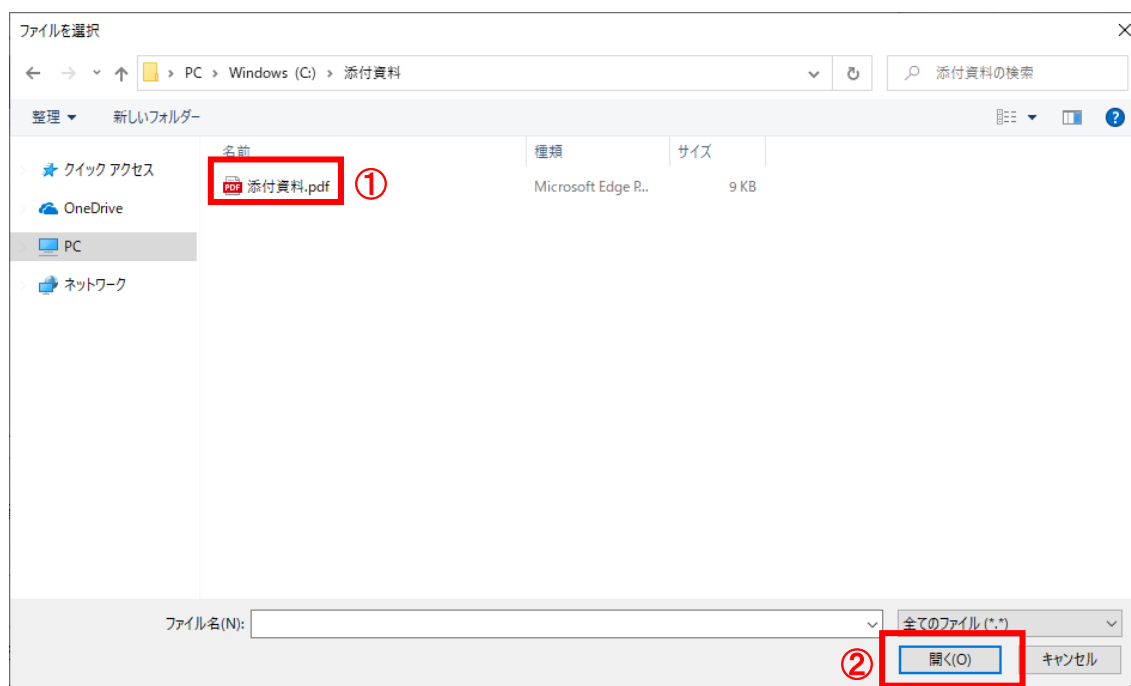 ファイルを選択
PC › Windows (C:) › 添付資料
添付資料の検索
整理
新しいフォルダー
名前 種類 サイズ
クイック アクセス
添付資料.pdf ① Microsoft Edge P... 9 KB
OneDrive
PC
ネットワーク
ファイル名(N): 全てのファイル (*.*)
② 開く(O) キャンセル